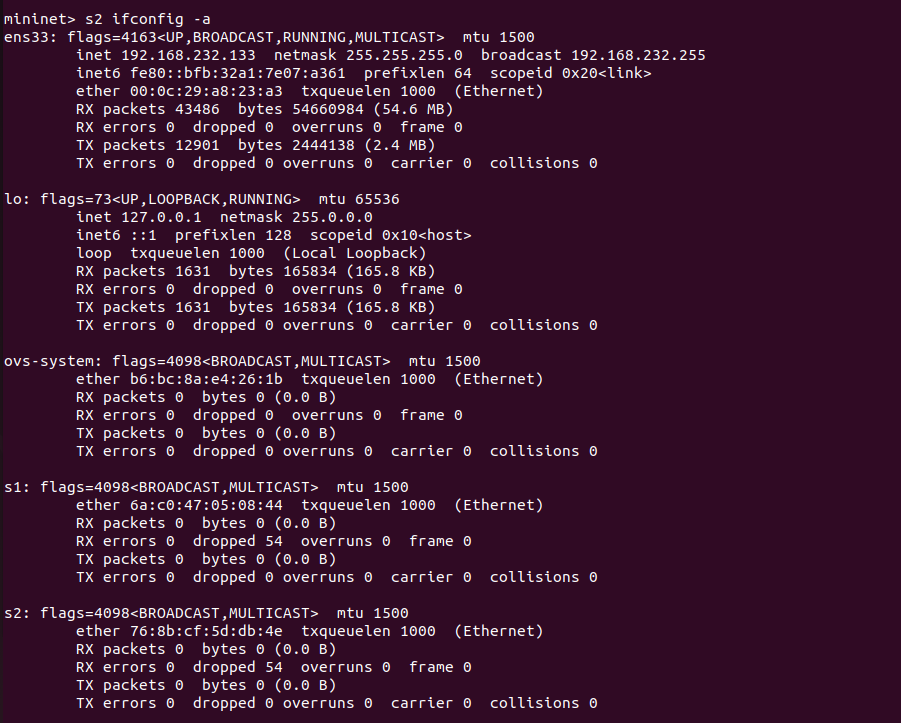 mininet> s2 ifconfig -a
ens33: flags=4163<UP,BROADCAST,RUNNING,MULTICAST>  mtu 1500
        inet 192.168.232.133  netmask 255.255.255.0  broadcast 192.168.232.255
        inet6 fe80::bfb:32a1:7e07:a361  prefixlen 64  scopeid 0x20<link>
        ether 00:0c:29:a8:23:a3  txqueuelen 1000  (Ethernet)
        RX packets 43486  bytes 54660984 (54.6 MB)
        RX errors 0  dropped 0  overruns 0  frame 0
        TX packets 12901  bytes 2444138 (2.4 MB)
        TX errors 0  dropped 0 overruns 0  carrier 0  collisions 0

lo: flags=73<UP,LOOPBACK,RUNNING>  mtu 65536
        inet 127.0.0.1  netmask 255.0.0.0
        inet6 ::1  prefixlen 128  scopeid 0x10<host>
        loop  txqueuelen 1000  (Local Loopback)
        RX packets 1631  bytes 165834 (165.8 KB)
        RX errors 0  dropped 0  overruns 0  frame 0
        TX packets 1631  bytes 165834 (165.8 KB)
        TX errors 0  dropped 0 overruns 0  carrier 0  collisions 0

ovs-system: flags=4098<BROADCAST,MULTICAST>  mtu 1500
        ether b6:bc:8a:e4:26:1b  txqueuelen 1000  (Ethernet)
        RX packets 0  bytes 0 (0.0 B)
        RX errors 0  dropped 0  overruns 0  frame 0
        TX packets 0  bytes 0 (0.0 B)
        TX errors 0  dropped 0 overruns 0  carrier 0  collisions 0

s1: flags=4098<BROADCAST,MULTICAST>  mtu 1500
        ether 6a:c0:47:05:08:44  txqueuelen 1000  (Ethernet)
        RX packets 0  bytes 0 (0.0 B)
        RX errors 0  dropped 54  overruns 0  frame 0
        TX packets 0  bytes 0 (0.0 B)
        TX errors 0  dropped 0 overruns 0  carrier 0  collisions 0

s2: flags=4098<BROADCAST,MULTICAST>  mtu 1500
        ether 76:8b:cf:5d:db:4e  txqueuelen 1000  (Ethernet)
        RX packets 0  bytes 0 (0.0 B)
        RX errors 0  dropped 54  overruns 0  frame 0
        TX packets 0  bytes 0 (0.0 B)
        TX errors 0  dropped 0 overruns 0  carrier 0  collisions 0